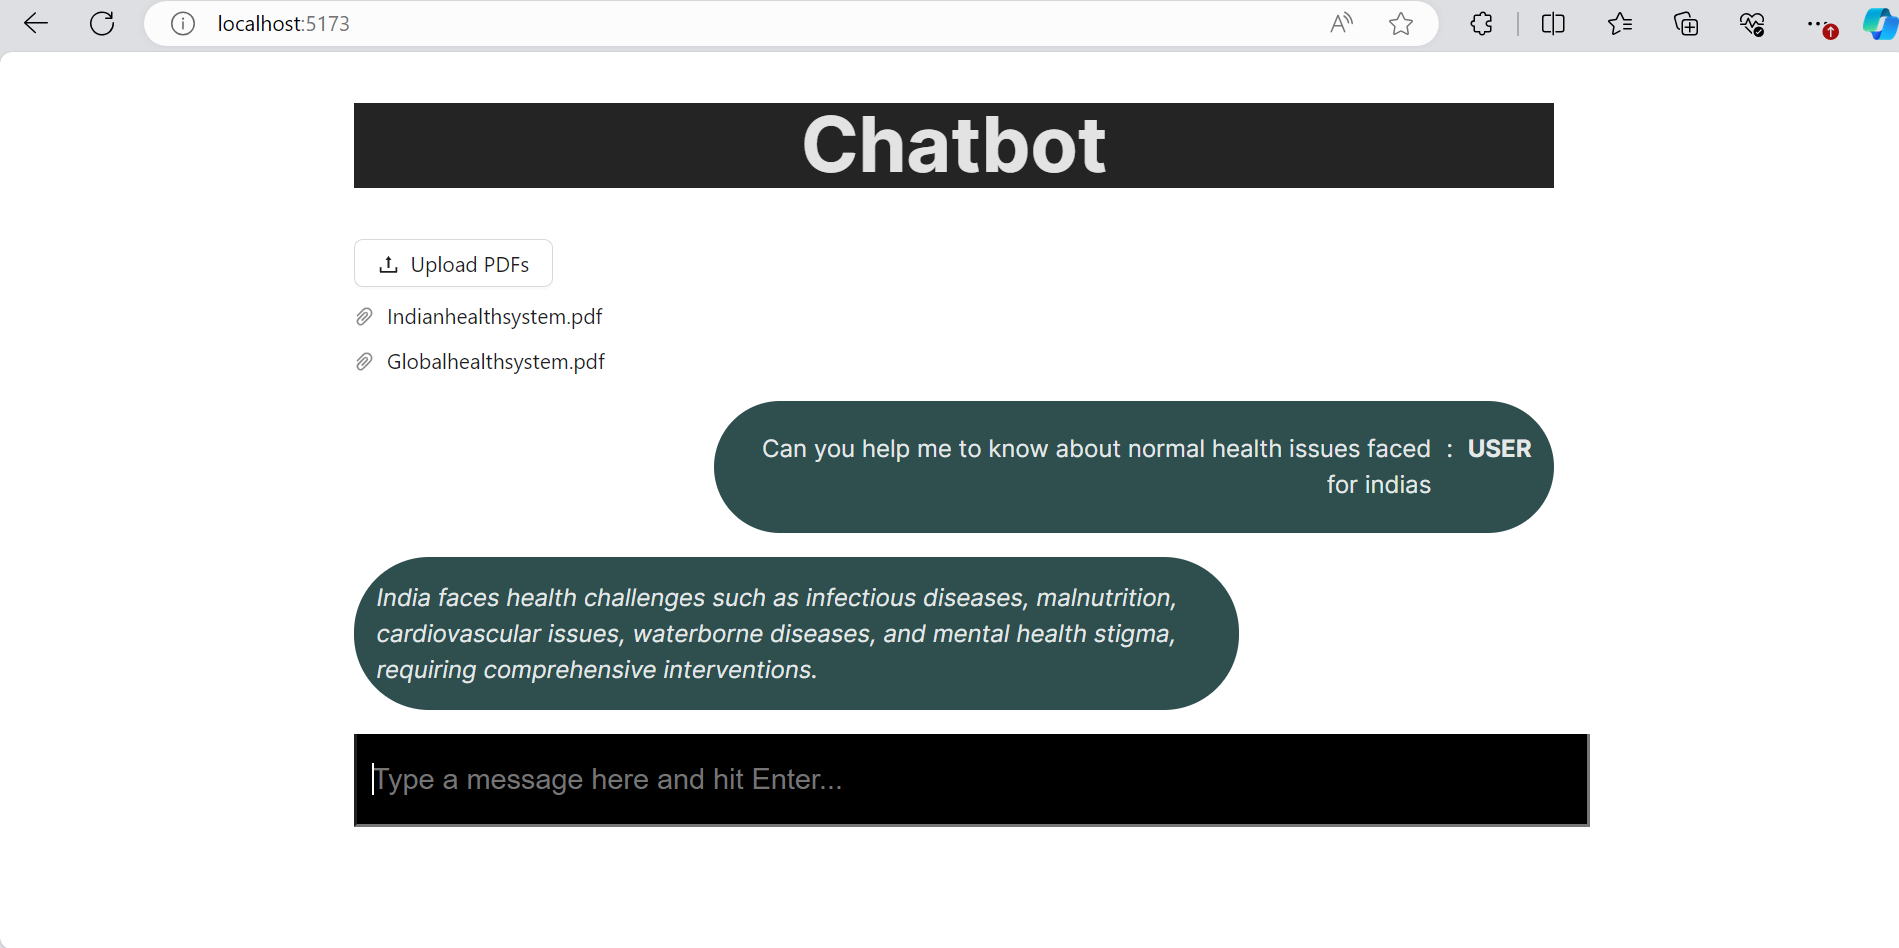 localhost:5173
Chatbot
Upload PDFs
Indianhealthsystem.pdf
Globalhealthsystem.pdf
Can you help me to know about normal health issues faced : USER
for indias
India faces health challenges such as infectious diseases, malnutrition,
cardiovascular issues, waterborne diseases, and mental health stigma,
requiring comprehensive interventions.
Type a message here and hit Enter...